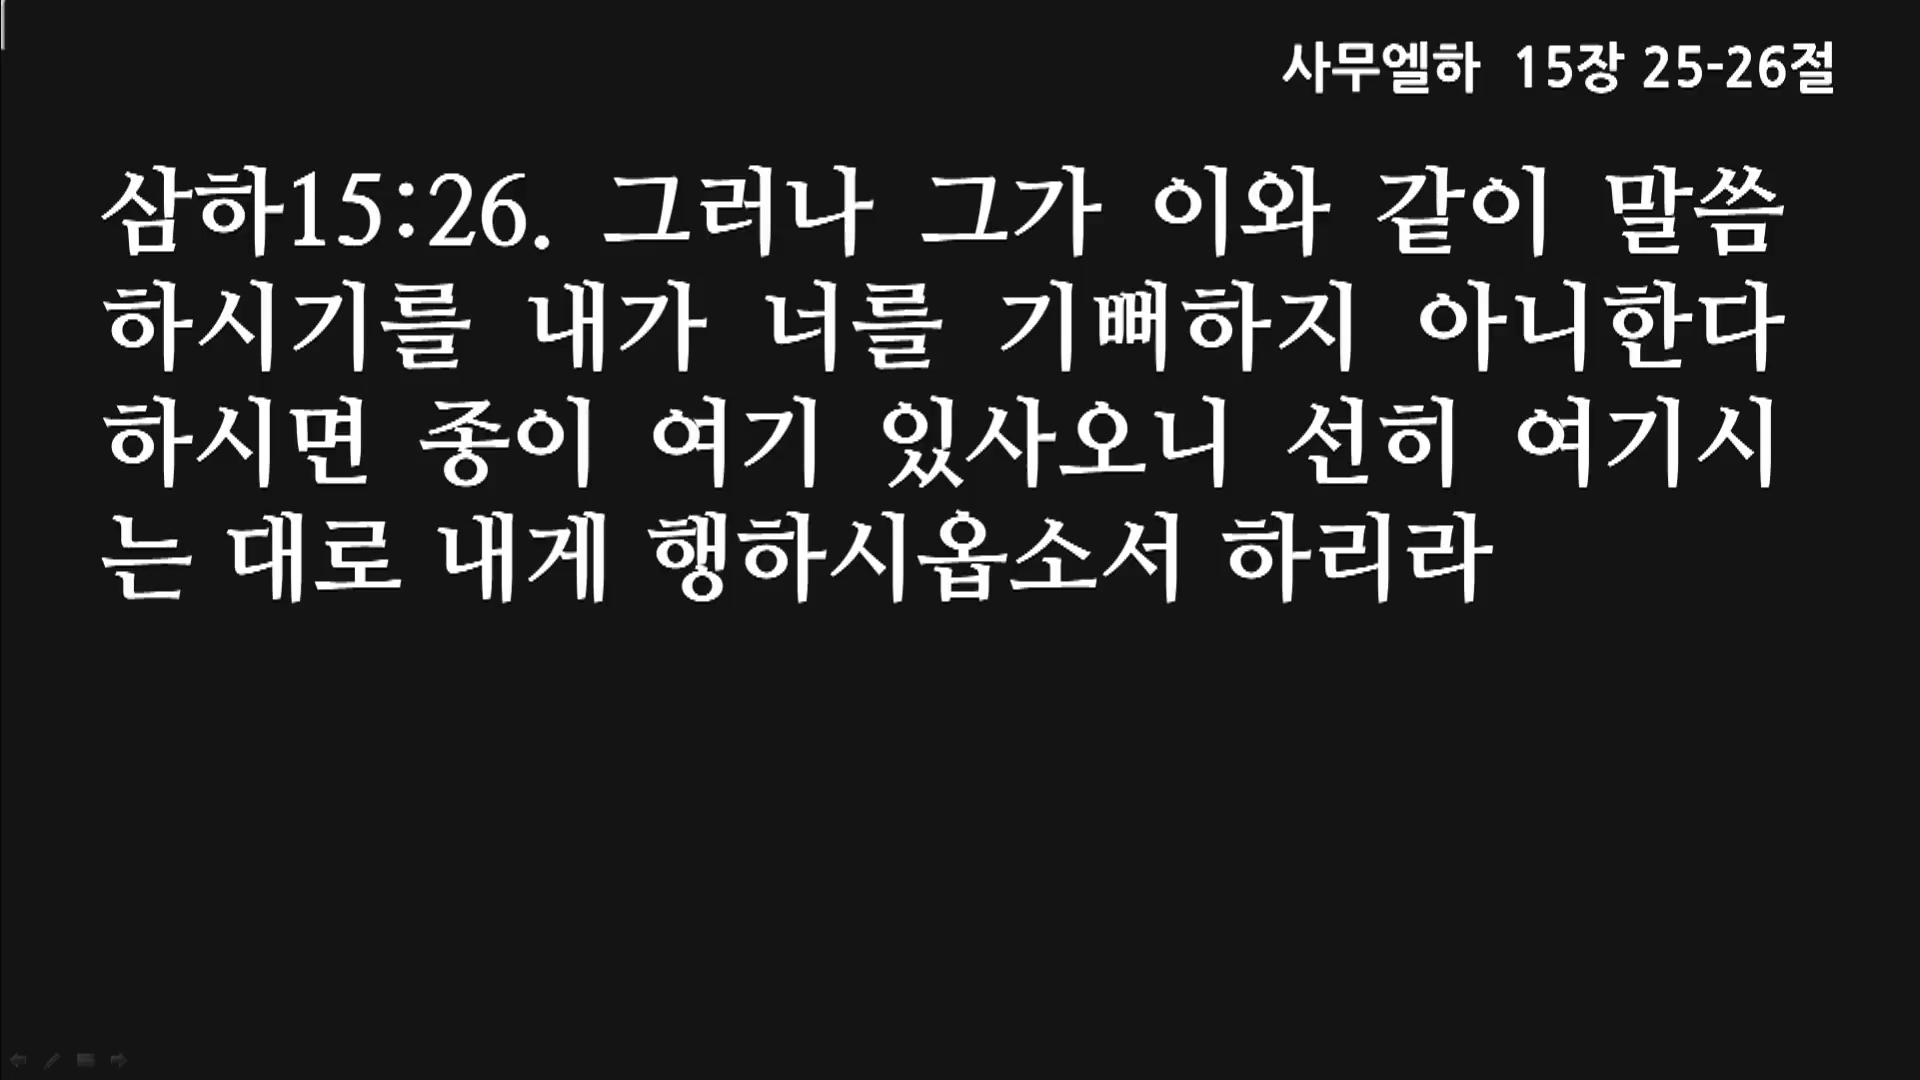 사무엘하 15장 25-26절
삼하15:26. 그러나 그가 이와 같이 말씀
하시기를 내가 너를 기뻐하지 아니한다
하시면 종이 여기 있사오니 선히 여기시
는 대로 내게 행하시옵소서 하리라